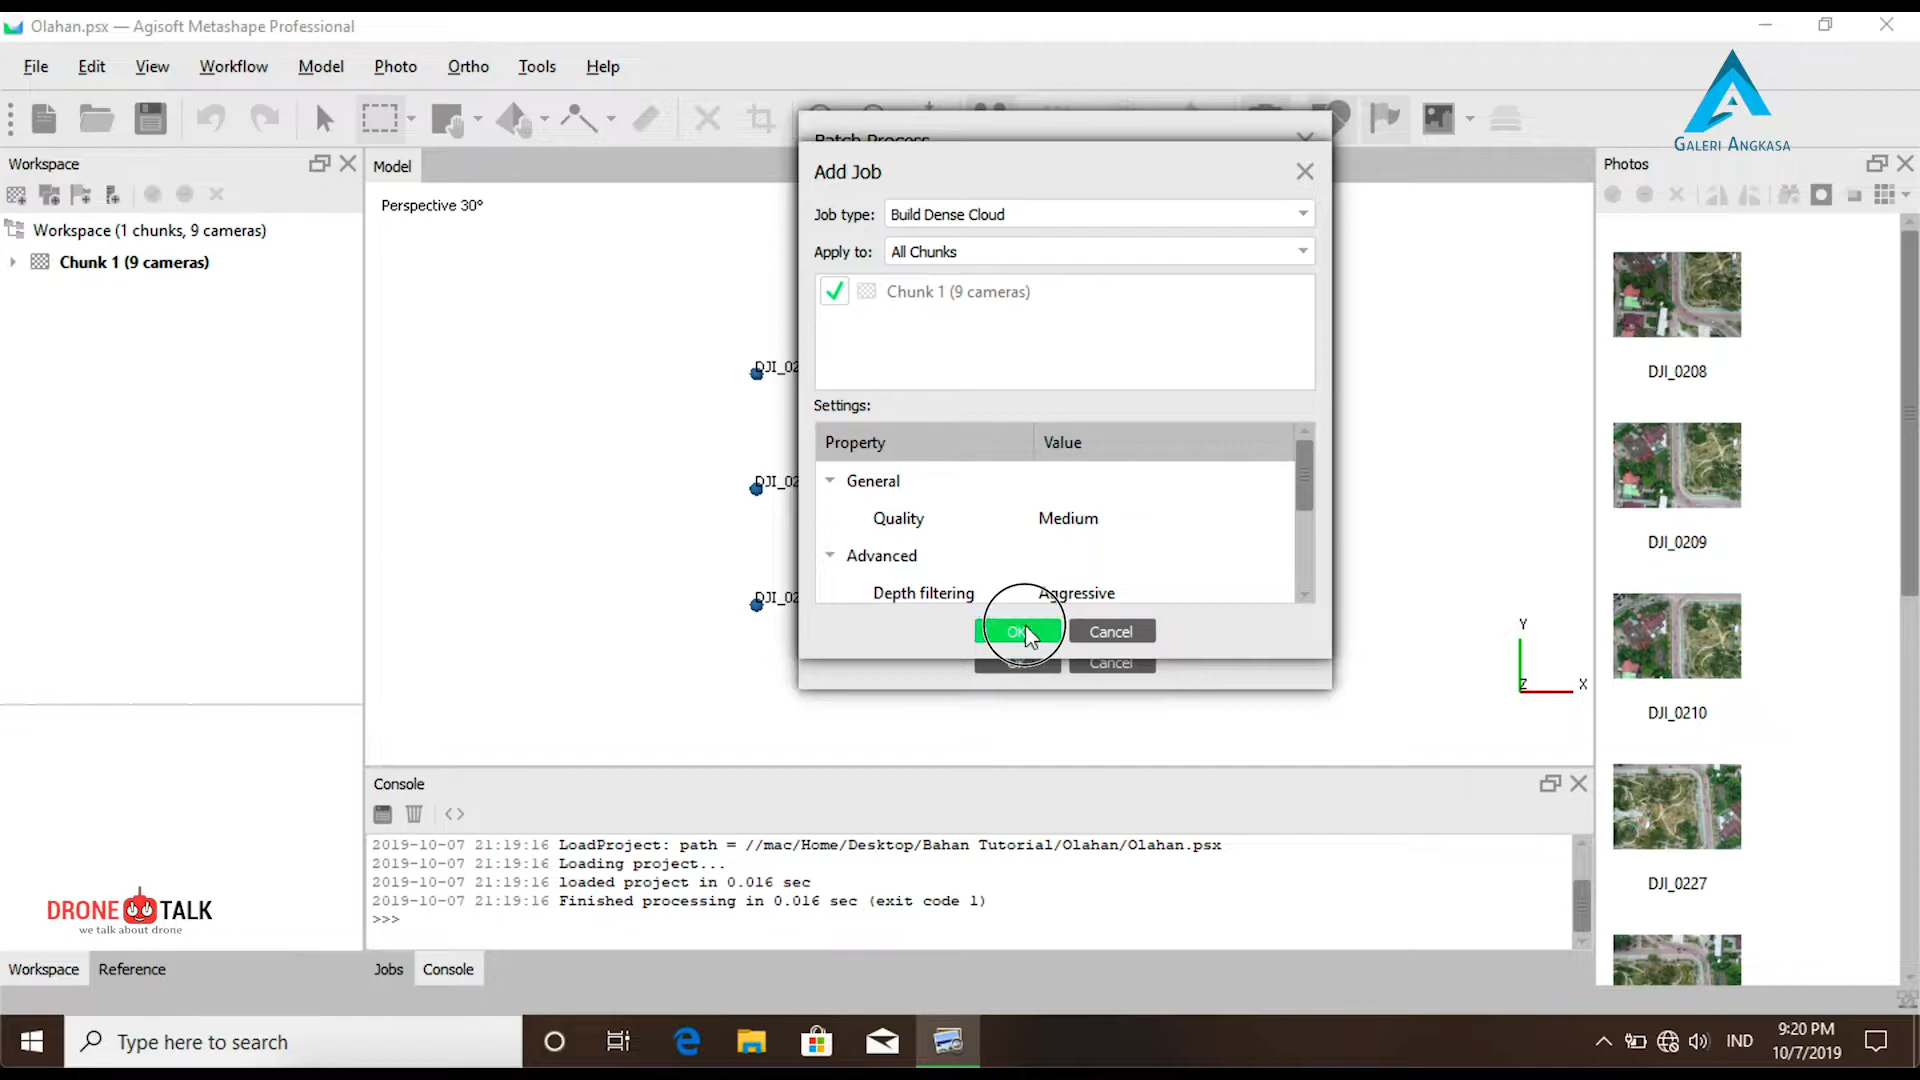 Olahan.psx — Agisoft Metashape Professional
File Edit View Workflow Model Photo Ortho Tools Help
GALERI ANGKASA
Workspace
Model
Batch Process
Photos
Add Job
Perspective 30°
Job type: Build Dense Cloud
Workspace (1 chunks, 9 cameras)
Apply to: All Chunks
Chunk 1 (9 cameras)
Chunk 1 (9 cameras)
DJI_02
DJI_0208
Settings:
Property Value
General
DJI_02
Quality Medium
DJI_0209
Advanced
DJI_02
Depth filtering Aggressive
OK Cancel
OK Cancel
Y
Z
X
DJI_0210
Console
2019-10-07 21:19:16 LoadProject: path = //mac/Home/Desktop/Bahan Tutorial/Olahan/Olahan.psx
2019-10-07 21:19:16 Loading project...
2019-10-07 21:19:16 loaded project in 0.016 sec
2019-10-07 21:19:16 Finished processing in 0.016 sec (exit code 1)
>>>
DJI_0227
DRONE TALK
we talk about drone
Workspace Reference
Jobs Console
Type here to search
IND
9:20 PM
10/7/2019